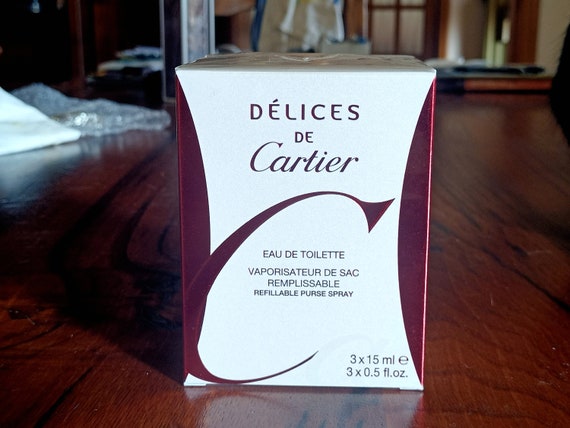 DÉLICES
DE
Cartier
EAU DE TOILETTE
VAPORISATEUR DE SAC
REMPLISSABLE
REFILLABLE PURSE SPRAY
3 x 15 ml ℮
3 x 0.5 fl.oz.